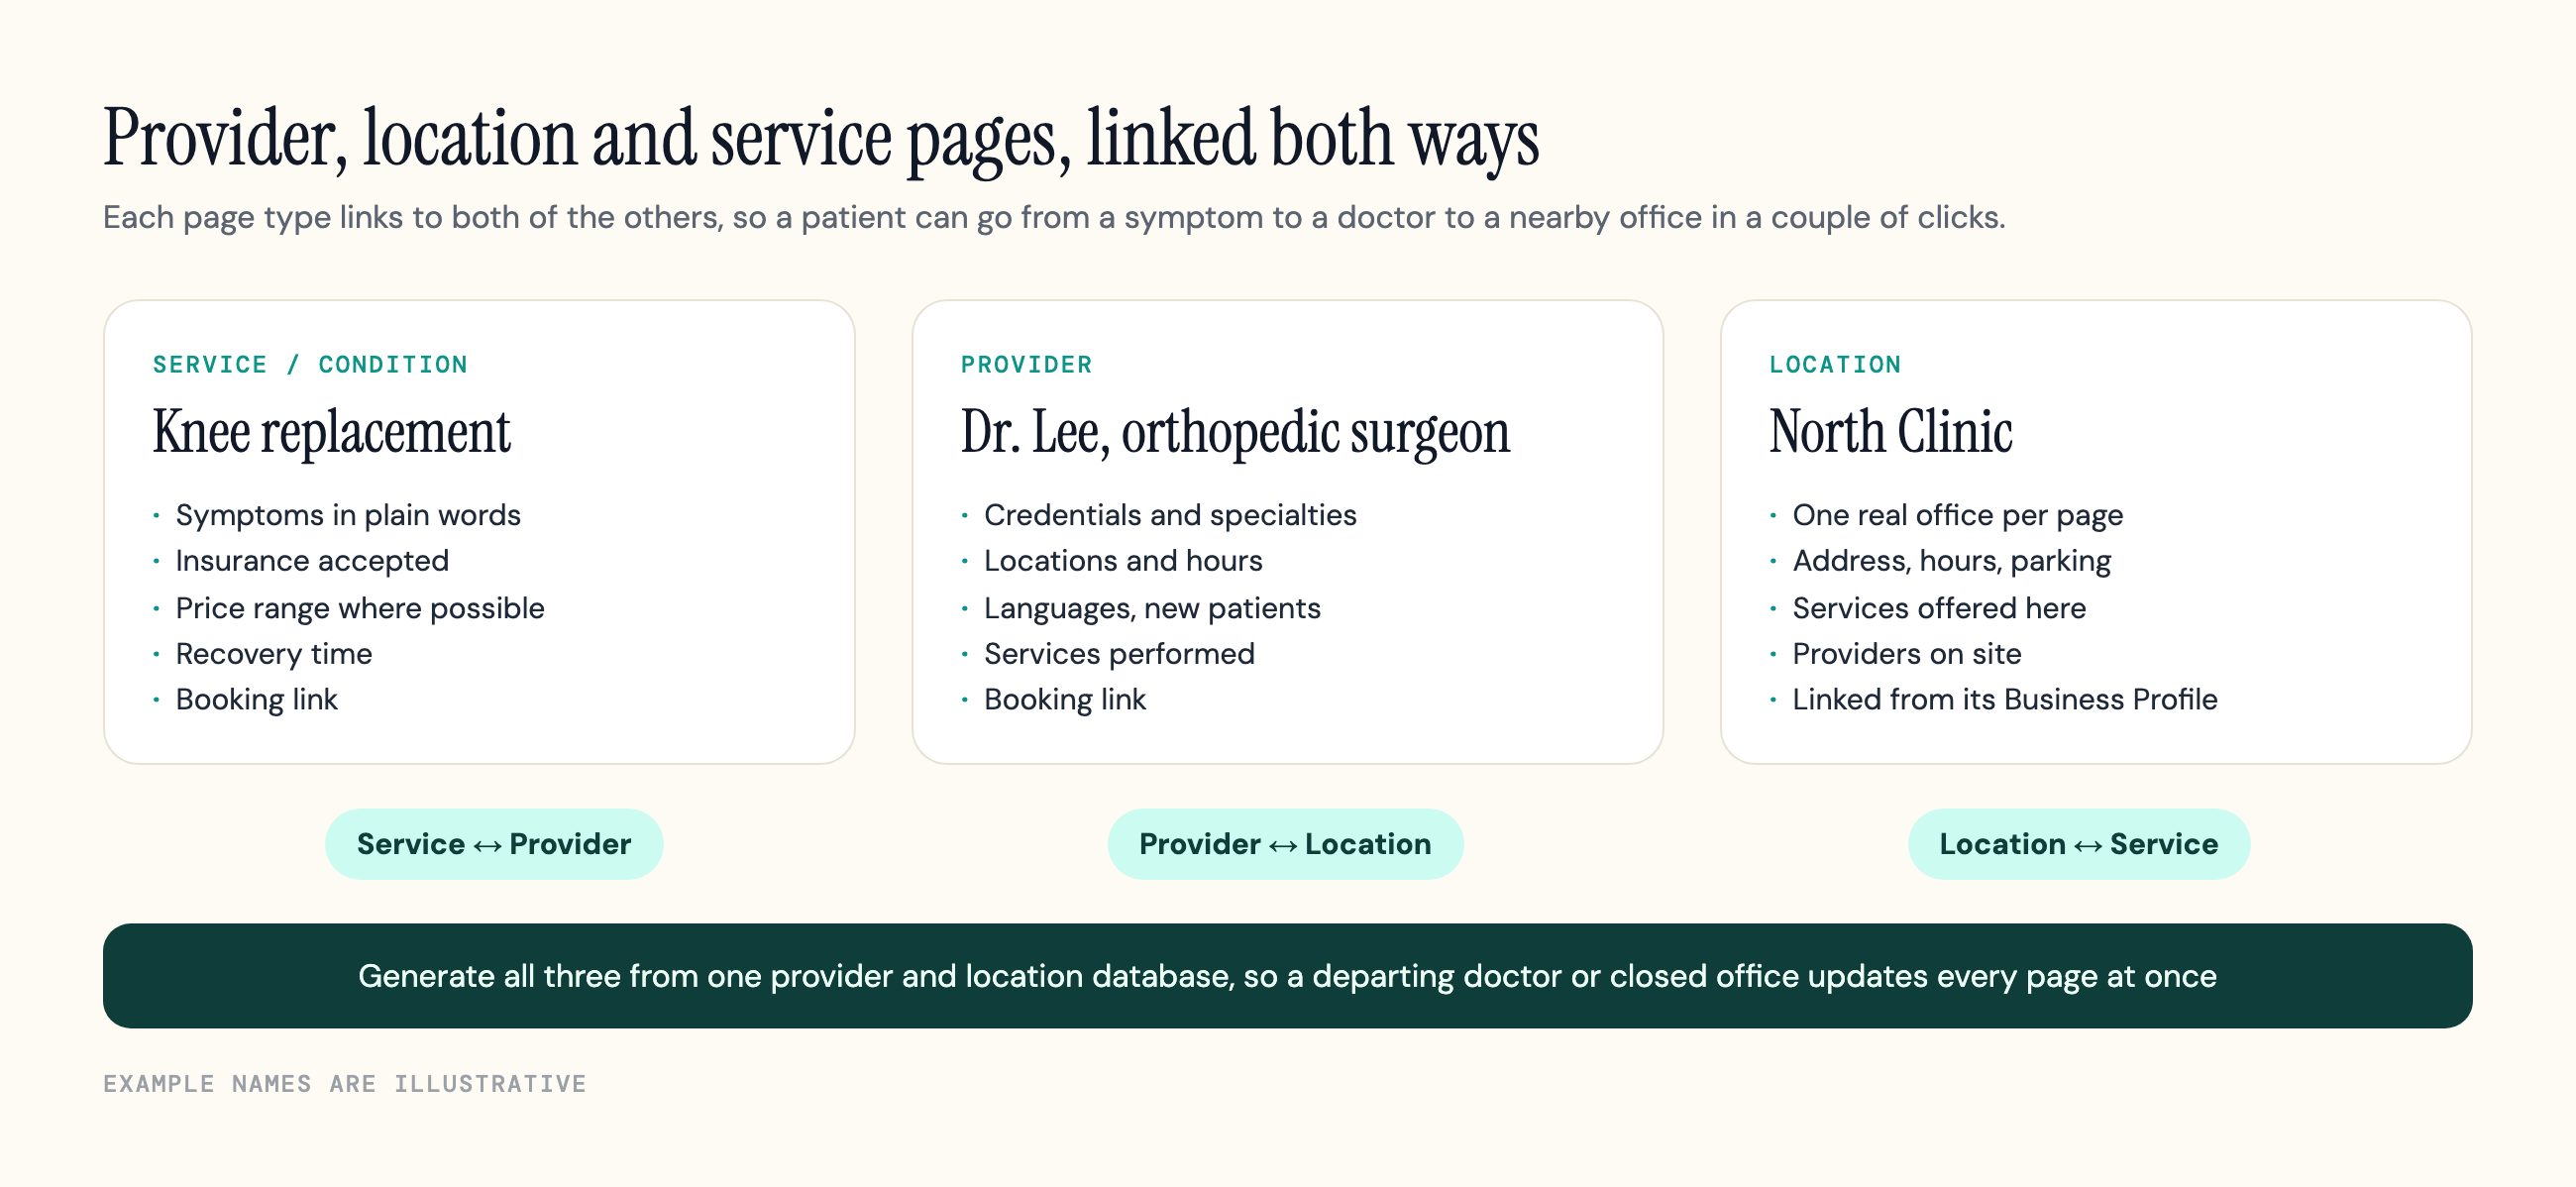 Provider, location and service pages, linked both ways
Each page type links to both of the others, so a patient can go from a symptom to a doctor to a nearby office in a couple of clicks.
SERVICE / CONDITION
Knee replacement
· Symptoms in plain words
· Insurance accepted
· Price range where possible
· Recovery time
· Booking link
PROVIDER
Dr. Lee, orthopedic surgeon
· Credentials and specialties
· Locations and hours
· Languages, new patients
· Services performed
· Booking link
LOCATION
North Clinic
· One real office per page
· Address, hours, parking
· Services offered here
· Providers on site
· Linked from its Business Profile
Service ↔ Provider
Provider ↔ Location
Location ↔ Service
Generate all three from one provider and location database, so a departing doctor or closed office updates every page at once
EXAMPLE NAMES ARE ILLUSTRATIVE